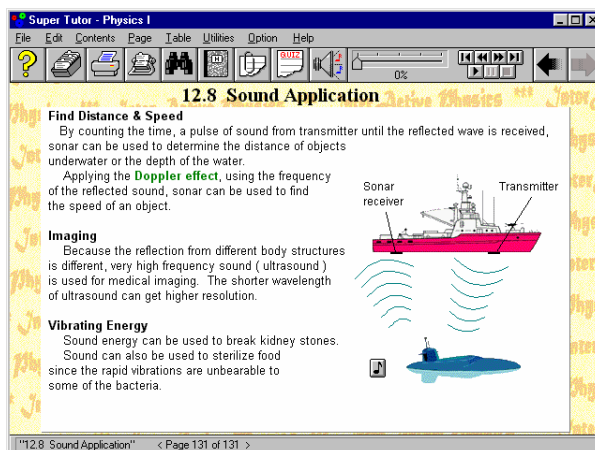 Super Tutor - Physics I
File Edit Contents Page Table Utilities Option Help
QUIZ
0%
12.8 Sound Application
Find Distance & Speed
By counting the time, a pulse of sound from transmitter until the reflected wave is received,
sonar can be used to determine the distance of objects
underwater or the depth of the water.
Applying the Doppler effect, using the frequency
of the reflected sound, sonar can be used to find
the speed of an object.
Sonar
receiver
Transmitter
Imaging
Because the reflection from different body structures
is different, very high frequency sound ( ultrasound )
is used for medical imaging. The shorter wavelength
of ultrasound can get higher resolution.
Vibrating Energy
Sound energy can be used to break kidney stones.
Sound can also be used to sterilize food
since the rapid vibrations are unbearable to
some of the bacteria.
"12.8 Sound Application" < Page 131 of 131 >